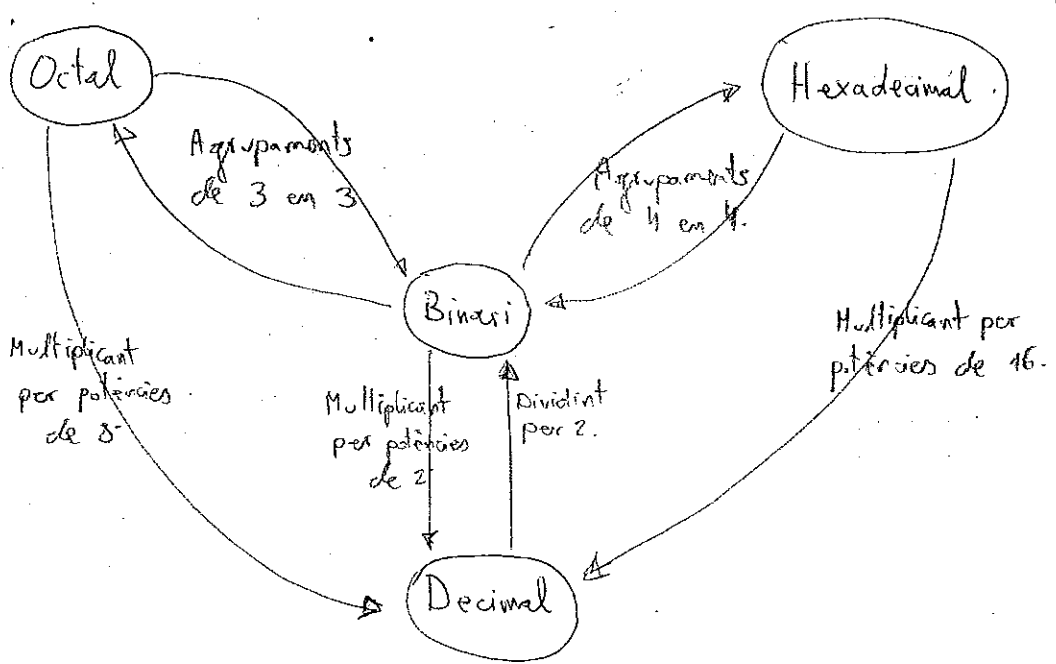 Octal
Hexadecimal.
Agrupaments
de 3 en 3
Agrupaments
de 4 en 4.
Binari
Multiplicant
per potències
de 8
Multiplicant
per potències
de 2
Dividint
per 2.
Multiplicant per
potències de 16.
Decimal